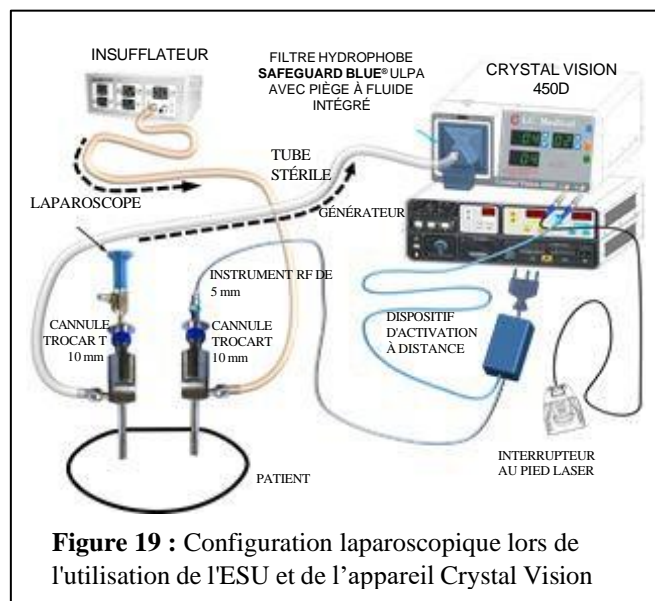 INSUFFLATEUR
FILTRE HYDROPHOBE
SAFEGUARD BLUE® ULPA
AVEC PIÈGE À FLUIDE
INTÉGRÉ
CRYSTAL VISION
450D
TUBE
STÉRILE
LAPAROSCOPE
GÉNÉRATEUR
INSTRUMENT RF DE
5 mm
CANNULE
TROCAR T
10 mm
CANNULE
TROCART
10 mm
DISPOSITIF
D'ACTIVATION
À DISTANCE
INTERRUPTEUR
AU PIED LASER
PATIENT
Figure 19 : Configuration laparoscopique lors de
l'utilisation de l'ESU et de l’appareil Crystal Vision